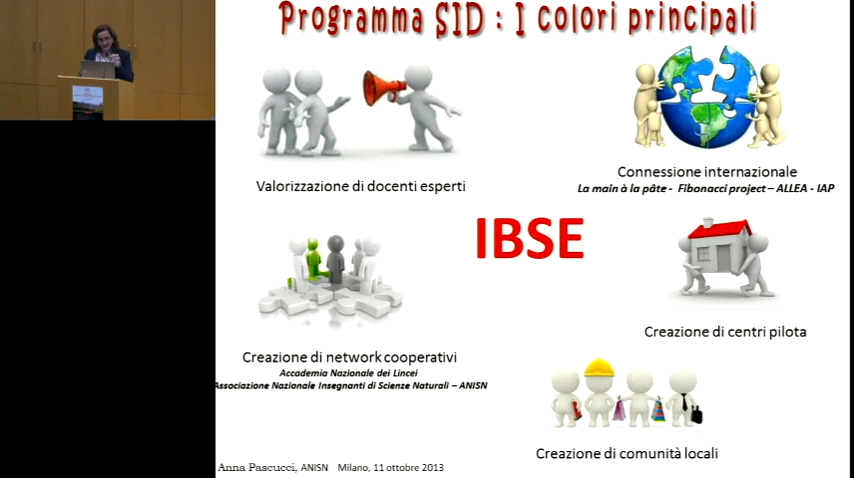 Programma SID : I colori principali
Valorizzazione di docenti esperti
Connessione internazionale
La main à la pâte - Fibonacci project – ALLEA - IAP
IBSE
Creazione di centri pilota
Creazione di network cooperativi
Accademia Nazionale dei Lincei
Associazione Nazionale Insegnanti di Scienze Naturali – ANISN
Creazione di comunità locali
Anna Pascucci, ANISN Milano, 11 ottobre 2013